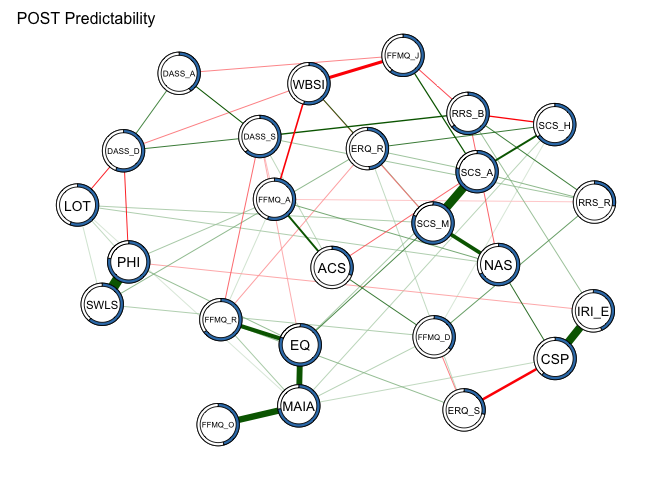 POST Predictability
FFMQ_J
DASS_A
WBSI
RRS_B
SCS_H
DASS_S
ERQ_R
DASS_D
SCS_A
FFMQ_A
RRS_R
LOT
SCS_M
PHI
ACS
NAS
SWLS
IRI_E
FFMQ_R
FFMQ_D
EQ
CSP
MAIA
ERQ_S
FFMQ_O